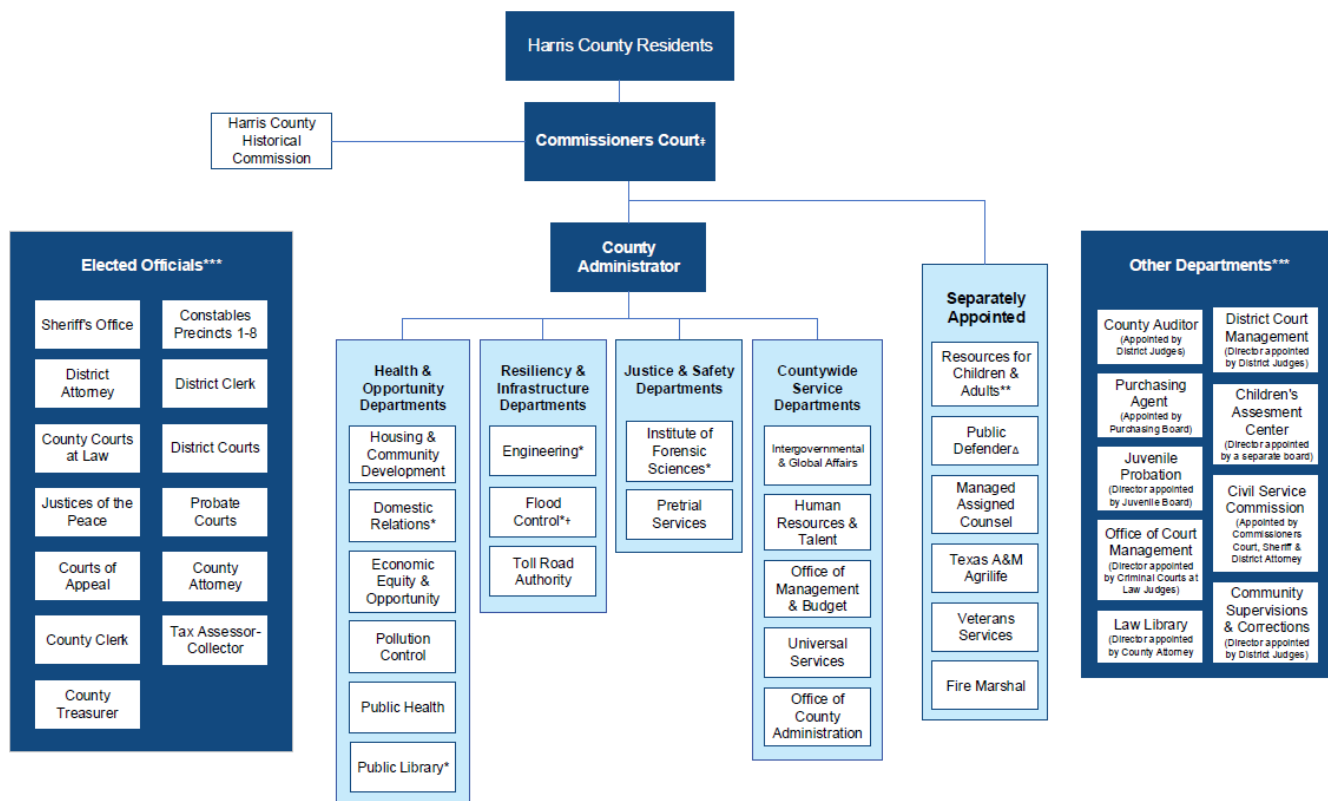 Harris County Residents
Commissioners Court‡
Harris County
Historical
Commission
County
Administrator
Elected Officials***
Sheriff's Office
Constables
Precincts 1-8
District
Attorney
District Clerk
County Courts
at Law
District Courts
Justices of the
Peace
Probate
Courts
Courts of
Appeal
County
Attorney
County Clerk
Tax Assessor-
Collector
County
Treasurer
Health &
Opportunity
Departments
Housing &
Community
Development
Domestic
Relations*
Economic
Equity &
Opportunity
Pollution
Control
Public Health
Public Library*
Resiliency &
Infrastructure
Departments
Engineering*
Flood
Control*†
Toll Road
Authority
Justice & Safety
Departments
Institute of
Forensic
Sciences*
Pretrial
Services
Countywide
Service
Departments
Intergovernmental
& Global Affairs
Human
Resources &
Talent
Office of
Management
& Budget
Universal
Services
Office of
County
Administration
Separately
Appointed
Resources for
Children &
Adults**
Public
Defender∆
Managed
Assigned
Counsel
Texas A&M
Agrilife
Veterans
Services
Fire Marshal
Other Departments***
County Auditor
(Appointed by
District Judges)
Purchasing
Agent
(Appointed by
Purchasing Board)
Juvenile
Probation
(Director appointed
by Juvenile Board)
Office of Court
Management
(Director appointed
by Criminal Courts at
Law Judges)
Law Library
(Director appointed
by County Attorney)
District Court
Management
(Director appointed
by District Judges)
Children's
Assesment
Center
(Director appointed
by a separate board)
Civil Service
Commission
(Appointed by
Commissioners
Court, Sheriff &
District Attorney
Community
Supervisions
& Corrections
(Director appointed
by District Judges)